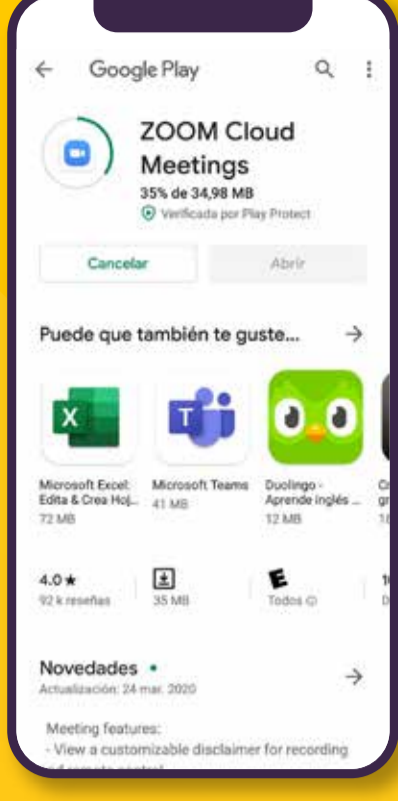 Google Play
ZOOM Cloud
Meetings
35% de 34,98 MB
Verificada por Play Protect
Cancelar
Abrir
Puede que también te guste...
X
T
Microsoft Excel:
Edita & Crea Hoj...
72 MB
Microsoft Teams
41 MB
Duolingo -
Aprende inglés ...
12 MB
4.0 ★
92 k reseñas
35 MB
E
Todos
Novedades
Actualización: 24 mar. 2020
Meeting features:
- View a customizable disclaimer for recording